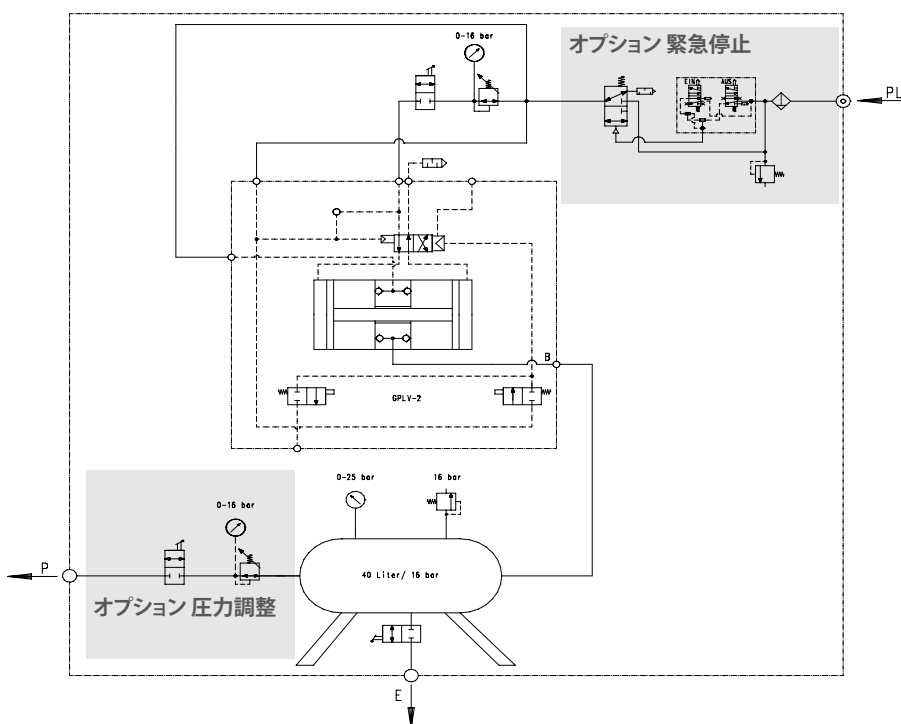 0-16 bar
オプション 緊急停止
EIN
AUS
PL
B
GPLV-2
0-25 bar
16 bar
0-16 bar
P
40 Liter/ 16 bar
オプション 圧力調整
E